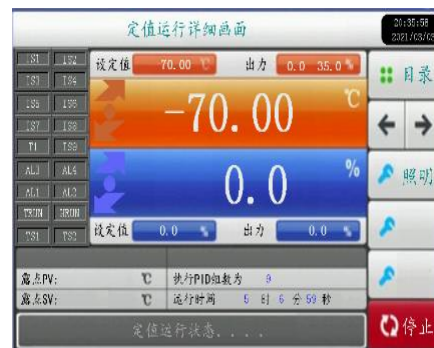 定值运行详细画面
20:35:58
2021/03/03
IS1 IS2
IS3 IS4
IS5 IS6
IS7 IS8
T1 IS9
AL3 AL4
AL1 AL2
TRUN HRUN
TS1 TS2
设定值 -70.00 ℃ 出力 0.0 35.0 %
-70.00 ℃
0.0 %
设定值 0.0 % 出力 0.0 %
露点PV: ℃ 执行PID组数为 9
露点SV: ℃ 运行时间 5 时 6 分 59 秒
定值运行状态....
目录
照明
停止